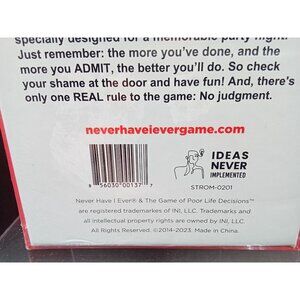 specially designed for a memorable party night.
Just remember: the more you've done, and the
more you ADMIT, the better you'll do. So check
your shame at the door and have fun! And, there's
only one REAL rule to the game: No judgment.
neverhaveievergame.com
IDEAS
NEVER
IMPLEMENTED
8 56030 00137 7
STROM-0201
Never Have I Ever® & The Game of Poor Life Decisions™
are registered trademarks of INI, LLC. Trademarks and
all intellectual property rights are owned by INI, LLC.
All Rights Reserved. ©2014-2023. Made in China.